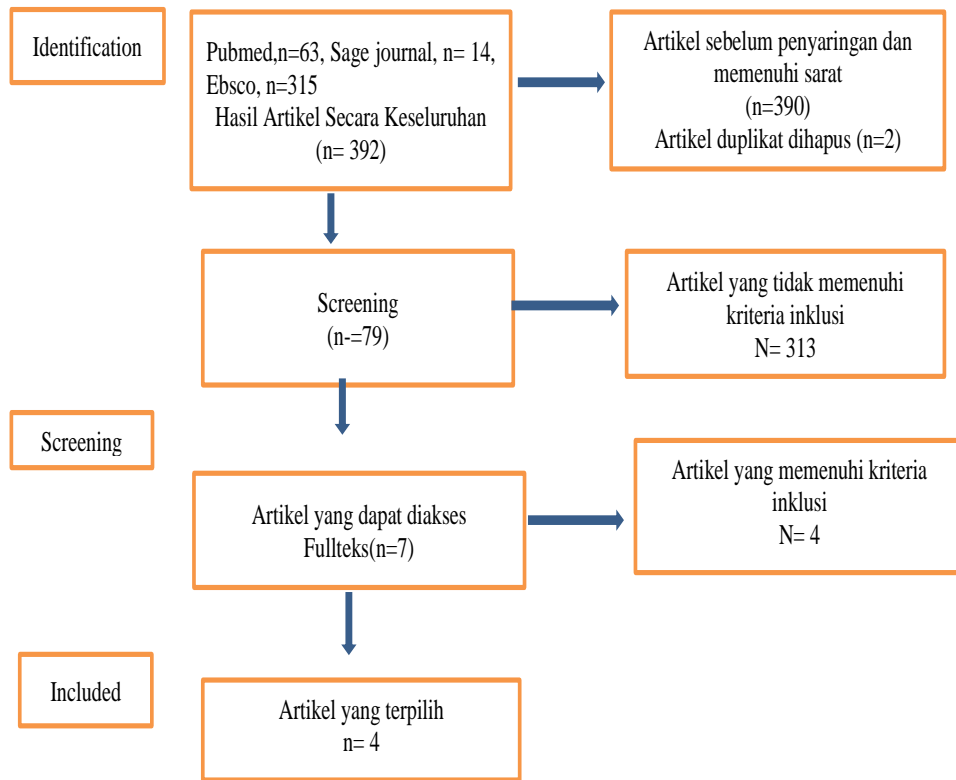 Identification
Pubmed,n=63, Sage journal, n= 14,
Ebsco, n=315
Hasil Artikel Secara Keseluruhan
(n= 392)
Artikel sebelum penyaringan dan
memenuhi sarat
(n=390)
Artikel duplikat dihapus (n=2)
Screening
(n-=79)
Artikel yang tidak memenuhi
kriteria inklusi
N= 313
Screening
Artikel yang dapat diakses
Fullteks(n=7)
Artikel yang memenuhi kriteria
inklusi
N= 4
Included
Artikel yang terpilih
n= 4